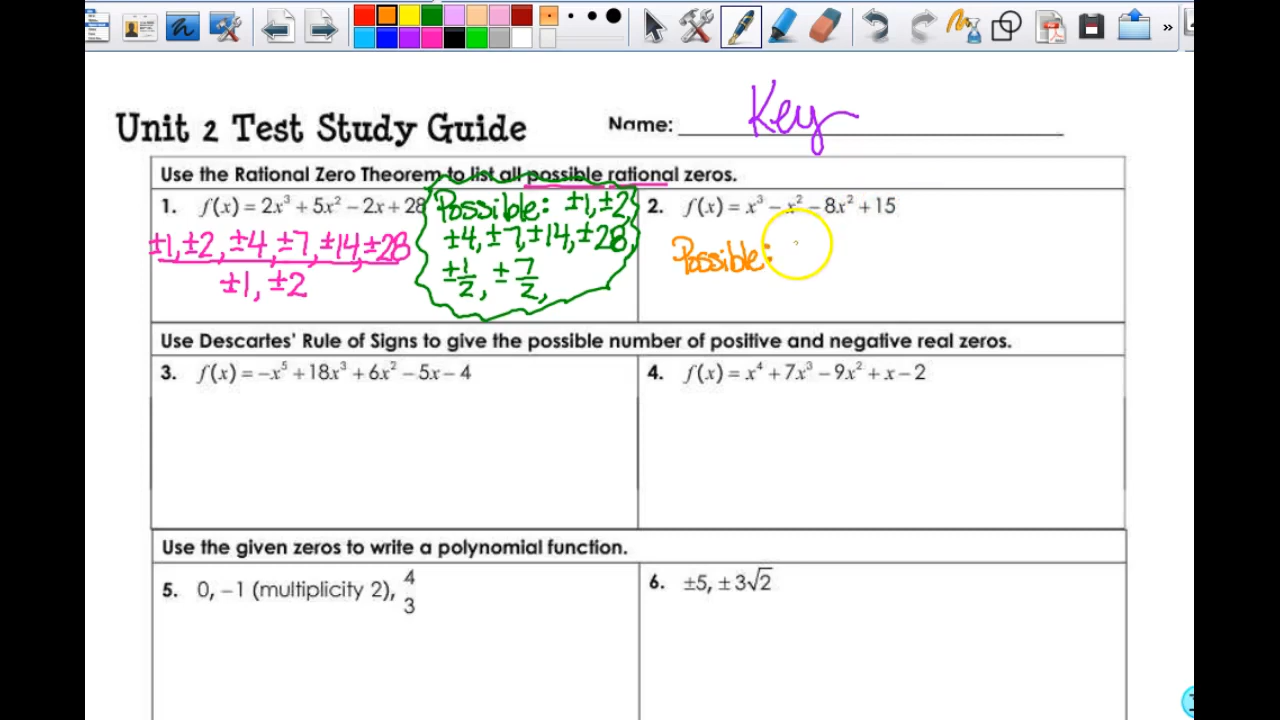 Unit 2 Test Study Guide Name: Key
Use the Rational Zero Theorem to list all possible rational zeros.
1. f(x) = 2x³ + 5x² − 2x + 28
±1, ±2, ±4, ±7, ±14, ±28
±1, ±2
Possible: ±1, ±2,
±4, ±7, ±14, ±28,
±1/2, ±7/2,
2. f(x) = x³ − x² − 8x² + 15
Possible:
Use Descartes' Rule of Signs to give the possible number of positive and negative real zeros.
3. f(x) = −x⁵ + 18x³ + 6x² − 5x − 4
4. f(x) = x⁴ + 7x³ − 9x² + x − 2
Use the given zeros to write a polynomial function.
5. 0, −1 (multiplicity 2), 4/3
6. ±5, ± 3√2